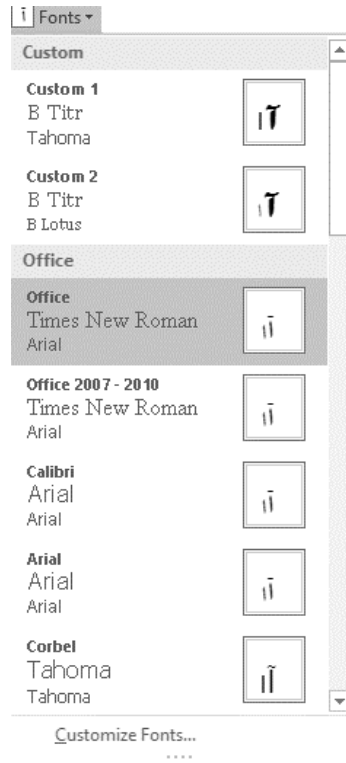 Fonts
Custom
Custom 1
B Titr
Tahoma
Custom 2
B Titr
B Lotus
Office
Office
Times New Roman
Arial
Office 2007 - 2010
Times New Roman
Arial
Calibri
Arial
Arial
Arial
Arial
Arial
Corbel
Tahoma
Tahoma
Customize Fonts...